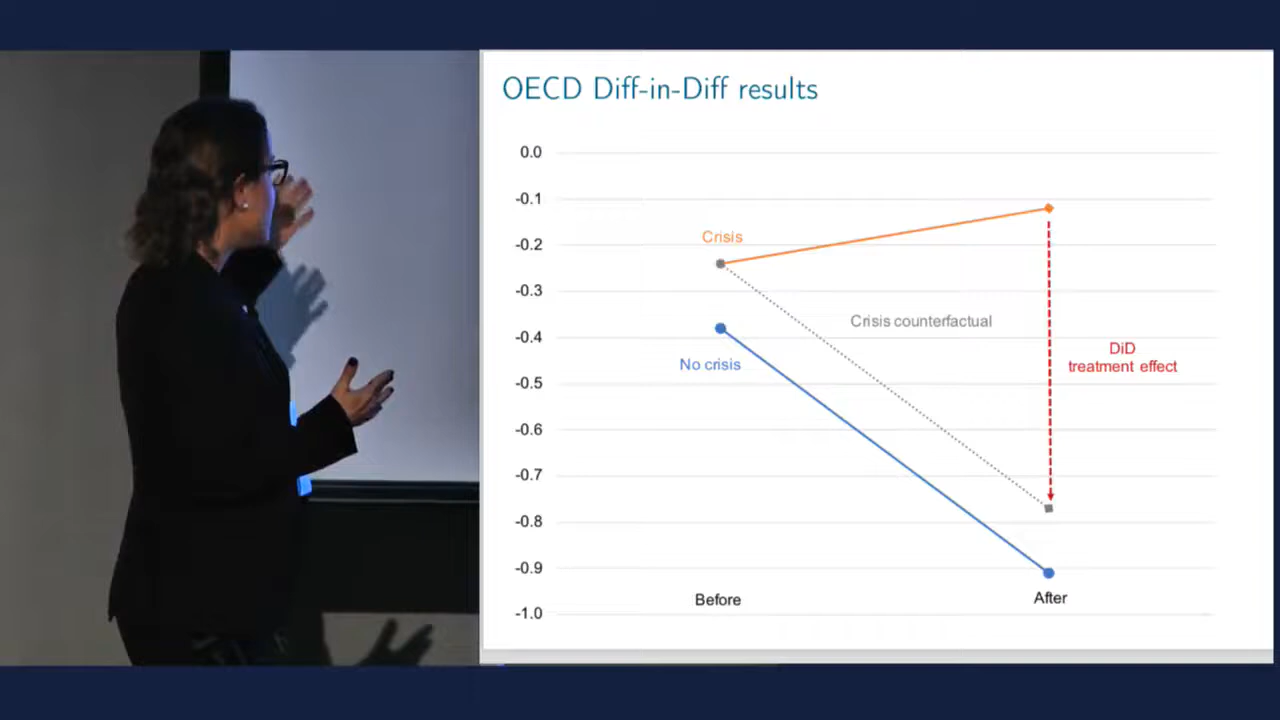 OECD Diff-in-Diff results
0.0
-0.1
-0.2
-0.3
-0.4
-0.5
-0.6
-0.7
-0.8
-0.9
-1.0
Crisis
Crisis counterfactual
No crisis
DiD
treatment effect
Before
After